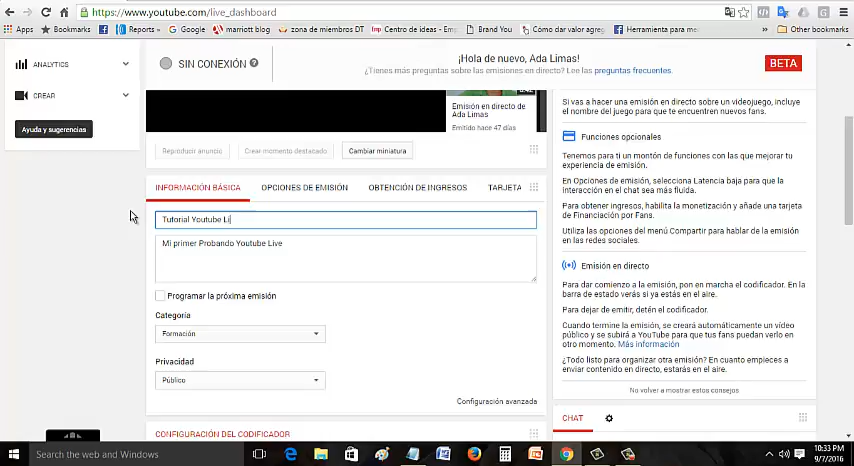 https://www.youtube.com/live_dashboard
Apps
Bookmarks
Reports »
Google
marriott blog
zona de miembros DT
Centro de ideas - Emp
Brand You
Cómo dar valor agreg
Herramienta para me
Other bookmarks
ANALYTICS
CREAR
Ayuda y sugerencias
SIN CONEXIÓN
¡Hola de nuevo, Ada Limas!
¿Tienes más preguntas sobre las emisiones en directo? Lee las preguntas frecuentes.
BETA
Emisión en directo de
Ada Limas
Emitido hace 47 días
Reproducir anuncio
Crear momento destacado
Cambiar miniatura
INFORMACIÓN BÁSICA
OPCIONES DE EMISIÓN
OBTENCIÓN DE INGRESOS
TARJETA
Tutorial Youtube Li
Mi primer Probando Youtube Live
Programar la próxima emisión
Categoría
Formación
Privacidad
Público
Configuración avanzada
CONFIGURACIÓN DEL CODIFICADOR
Si vas a hacer una emisión en directo sobre un videojuego, incluye
el nombre del juego para que te encuentren nuevos fans.
Funciones opcionales
Tenemos para ti un montón de funciones con las que mejorar tu
experiencia de emisión.
En Opciones de emisión, selecciona Latencia baja para que la
interacción en el chat sea más fluida.
Para obtener ingresos, habilita la monetización y añade una tarjeta
de Financiación por Fans.
Utiliza las opciones del menú Compartir para hablar de la emisión
en las redes sociales.
Emisión en directo
Para dar comienzo a la emisión, pon en marcha el codificador. En la
barra de estado verás si ya estás en el aire.
Para dejar de emitir, detén el codificador.
Cuando termine la emisión, se creará automáticamente un vídeo
público y se subirá a YouTube para que tus fans puedan verlo en
otro momento. Más información
¿Todo listo para organizar otra emisión? En cuanto empieces a
enviar contenido en directo, estarás en el aire.
No volver a mostrar estos consejos
CHAT
Search the web and Windows
10:33 PM
9/7/2016